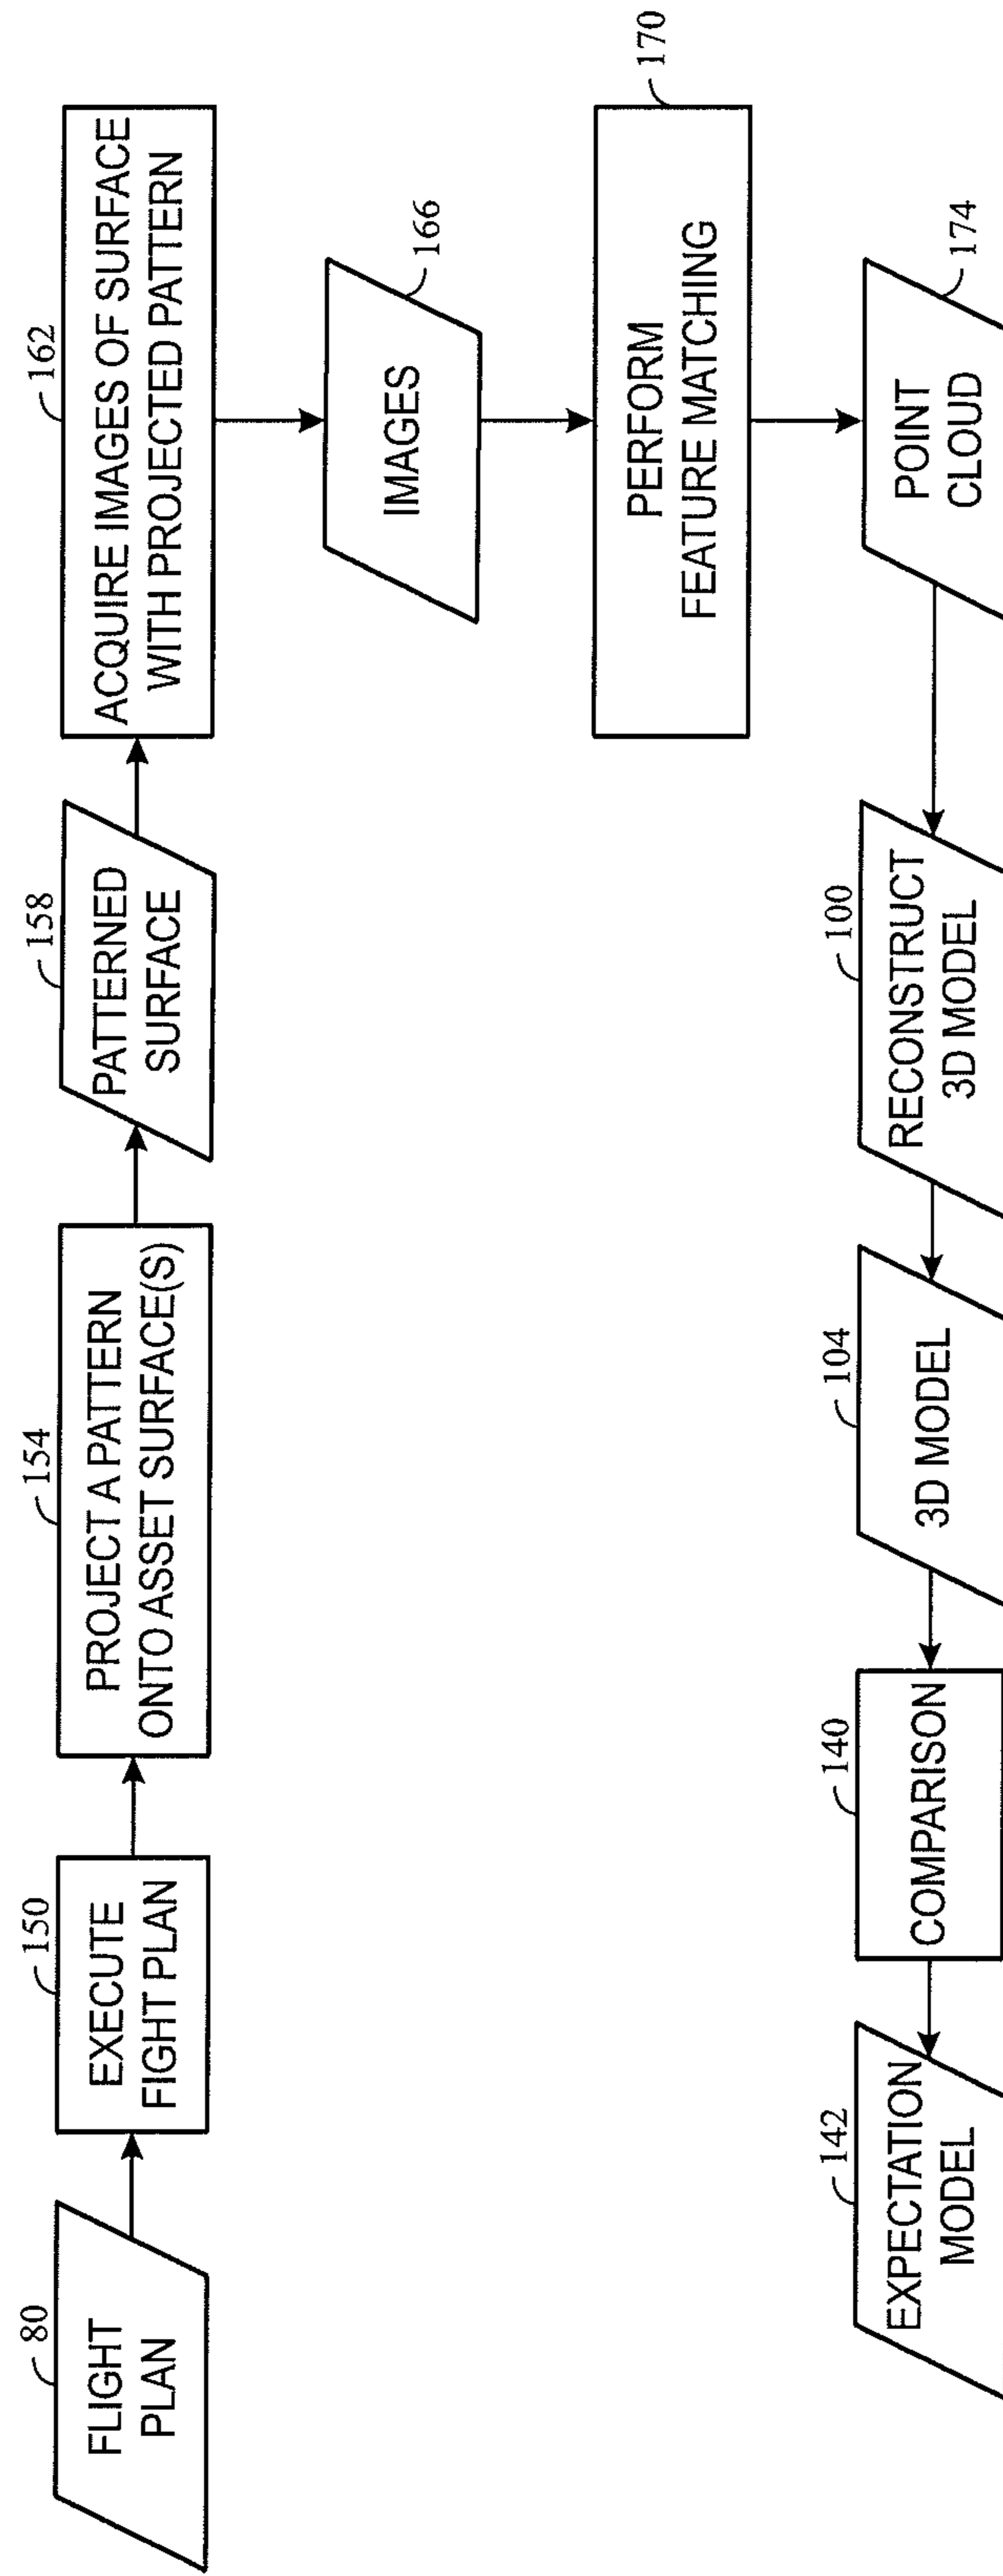 80
FLIGHT
PLAN
150
EXECUTE
FIGHT PLAN
154
PROJECT A PATTERN
ONTO ASSET SURFACE(S)
158
PATTERNED
SURFACE
162
ACQUIRE IMAGES OF SURFACE
WITH PROJECTED PATTERN
IMAGES
166
PERFORM
FEATURE MATCHING
170
POINT
CLOUD
174
100
RECONSTRUCT
3D MODEL
104
3D MODEL
140
COMPARISON
142
EXPECTATION
MODEL